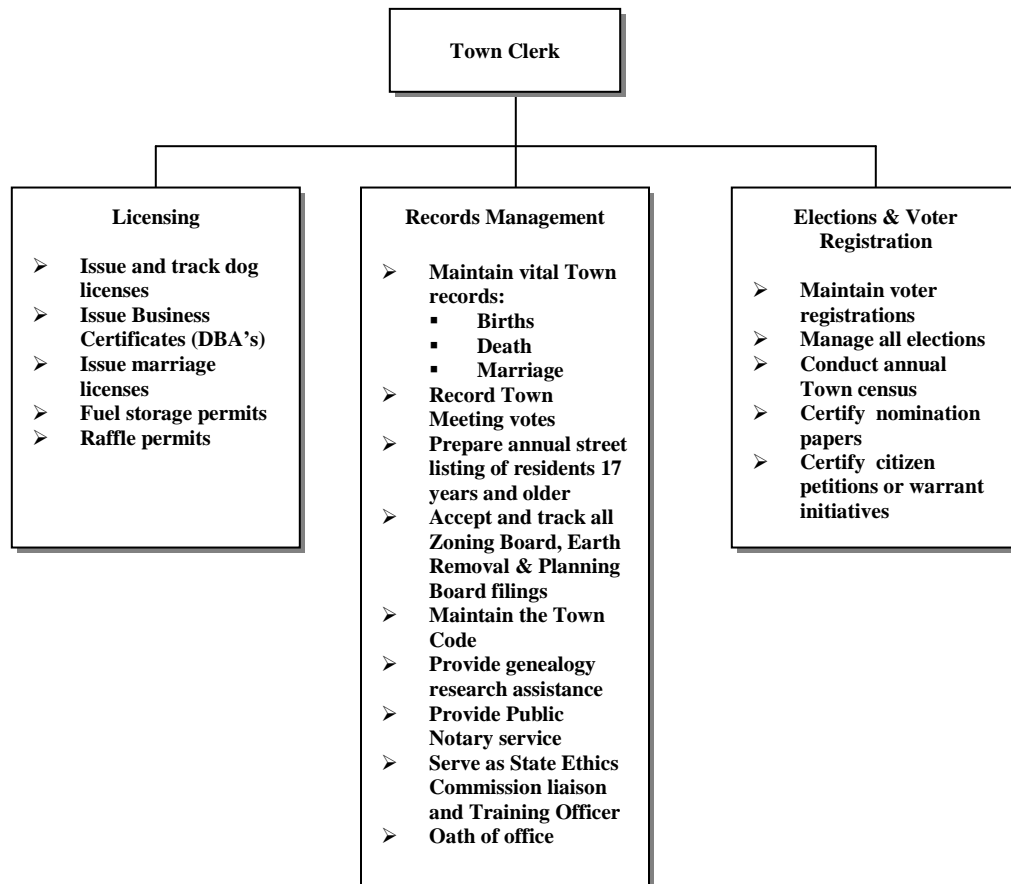 Town Clerk
Licensing
➢ Issue and track dog
licenses
➢ Issue Business
Certificates (DBA's)
➢ Issue marriage
licenses
➢ Fuel storage permits
➢ Raffle permits
Records Management
➢ Maintain vital Town
records:
▪ Births
▪ Death
▪ Marriage
➢ Record Town
Meeting votes
➢ Prepare annual street
listing of residents 17
years and older
➢ Accept and track all
Zoning Board, Earth
Removal & Planning
Board filings
➢ Maintain the Town
Code
➢ Provide genealogy
research assistance
➢ Provide Public
Notary service
➢ Serve as State Ethics
Commission liaison
and Training Officer
➢ Oath of office
Elections & Voter
Registration
➢ Maintain voter
registrations
➢ Manage all elections
➢ Conduct annual
Town census
➢ Certify nomination
papers
➢ Certify citizen
petitions or warrant
initiatives